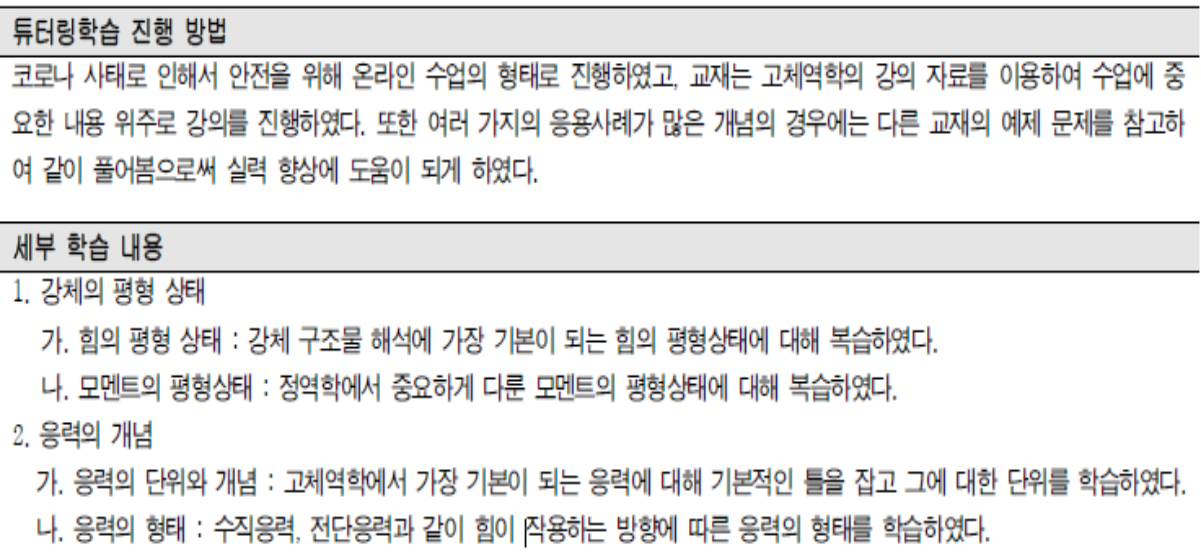 튜터링학습 진행 방법
코로나 사태로 인해서 안전을 위해 온라인 수업의 형태로 진행하였고, 교재는 고체역학의 강의 자료를 이용하여 수업에 중
요한 내용 위주로 강의를 진행하였다. 또한 여러 가지의 응용사례가 많은 개념의 경우에는 다른 교재의 예제 문제를 참고하
여 같이 풀어봄으로써 실력 향상에 도움이 되게 하였다.
세부 학습 내용
1. 강체의 평형 상태
가. 힘의 평형 상태 : 강체 구조물 해석에 가장 기본이 되는 힘의 평형상태에 대해 복습하였다.
나. 모멘트의 평형상태 : 정역학에서 중요하게 다룬 모멘트의 평형상태에 대해 복습하였다.
2. 응력의 개념
가. 응력의 단위와 개념 : 고체역학에서 가장 기본이 되는 응력에 대해 기본적인 틀을 잡고 그에 대한 단위를 학습하였다.
나. 응력의 형태 : 수직응력, 전단응력과 같이 힘이 작용하는 방향에 따른 응력의 형태를 학습하였다.